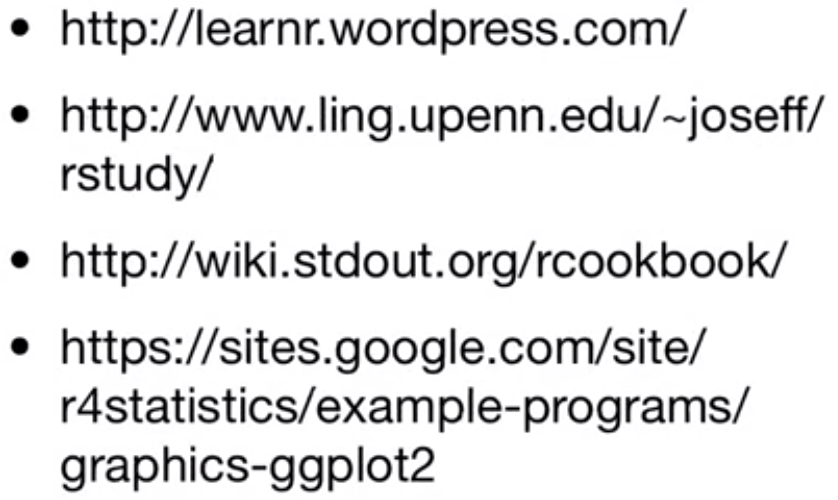 • http://learnr.wordpress.com/
• http://www.ling.upenn.edu/~joseff/
rstudy/
• http://wiki.stdout.org/rcookbook/
• https://sites.google.com/site/
r4statistics/example-programs/
graphics-ggplot2